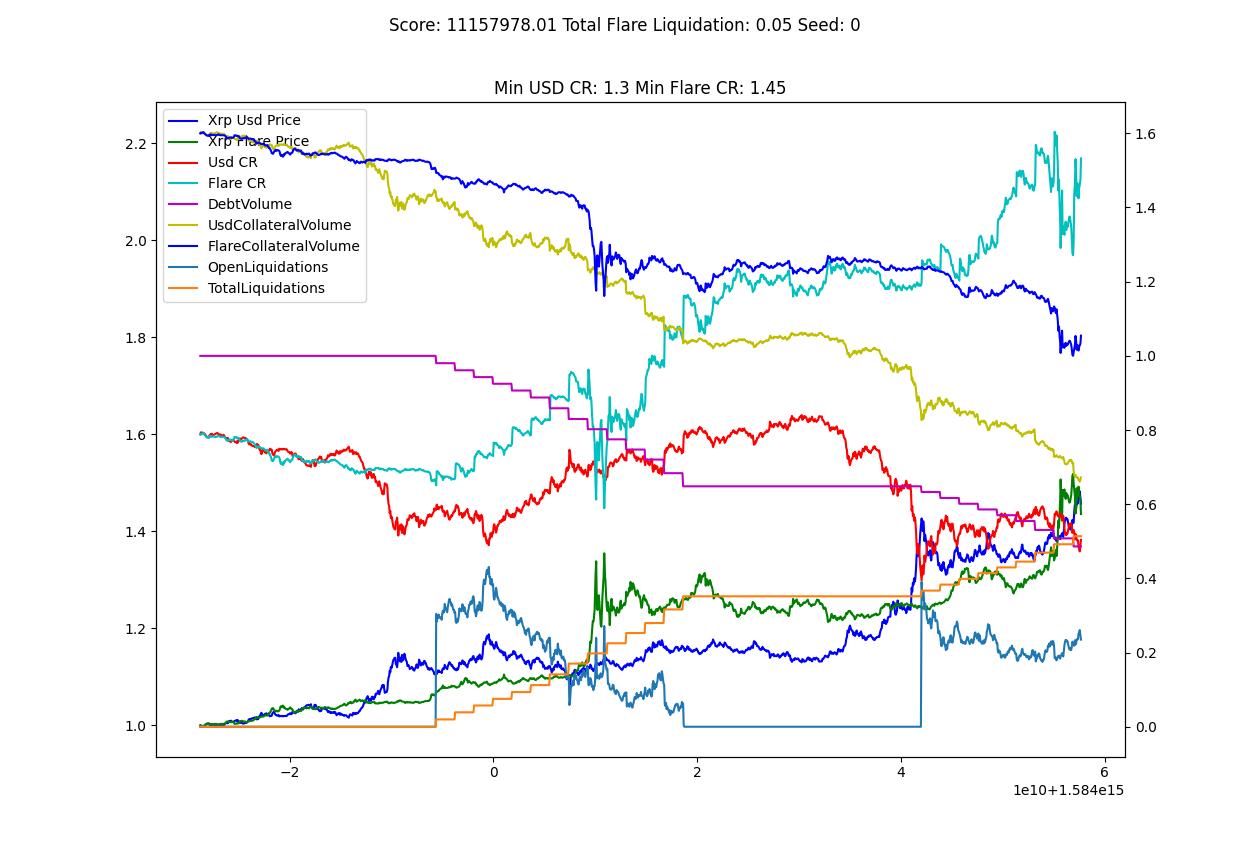 Score: 11157978.01 Total Flare Liquidation: 0.05 Seed: 0
Min USD CR: 1.3 Min Flare CR: 1.45
Xrp Usd Price
Xrp Flare Price
Usd CR
Flare CR
DebtVolume
UsdCollateralVolume
FlareCollateralVolume
OpenLiquidations
TotalLiquidations
2.2
2.0
1.8
1.6
1.4
1.2
1.0
1.6
1.4
1.2
1.0
0.8
0.6
0.4
0.2
0.0
−2
0
2
4
6
1e10+1.584e15